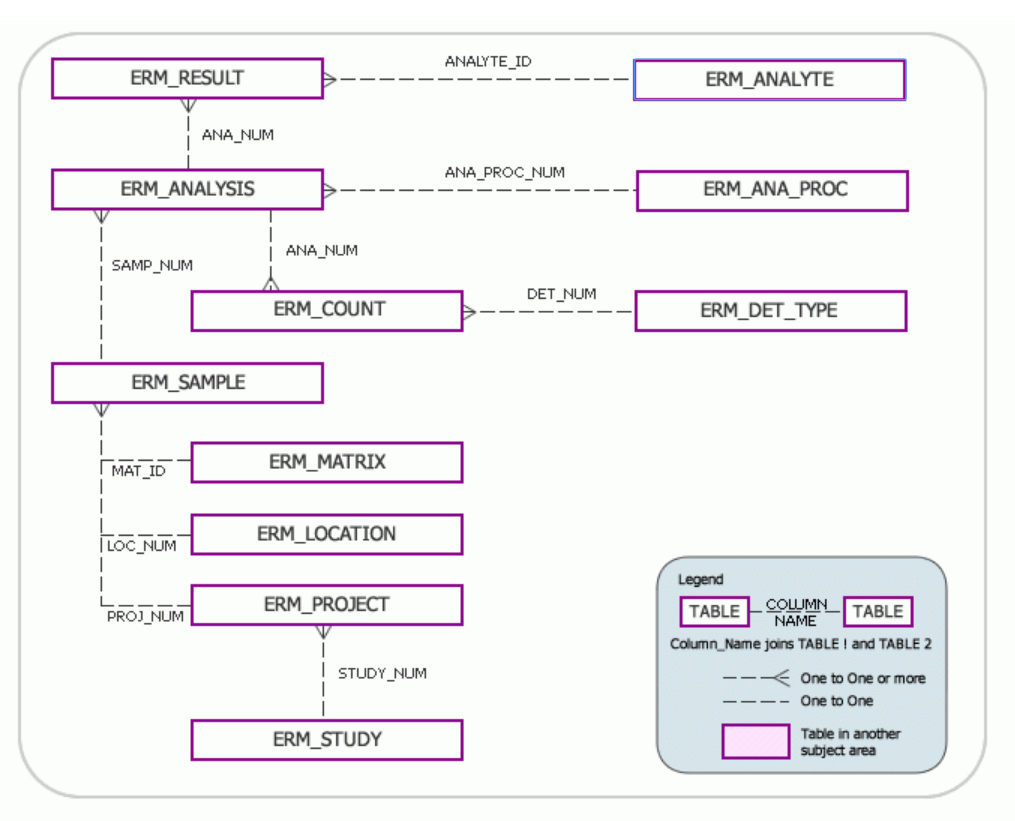 ERM_RESULT
ANALYTE_ID
ERM_ANALYTE
ANA_NUM
ERM_ANALYSIS
ANA_PROC_NUM
ERM_ANA_PROC
SAMP_NUM
ANA_NUM
ERM_COUNT
DET_NUM
ERM_DET_TYPE
ERM_SAMPLE
MAT_ID
ERM_MATRIX
LOC_NUM
ERM_LOCATION
PROJ_NUM
ERM_PROJECT
STUDY_NUM
ERM_STUDY
Legend
TABLE
COLUMN
NAME
TABLE
Column_Name joins TABLE ! and TABLE 2
One to One or more
One to One
Table in another
subject area